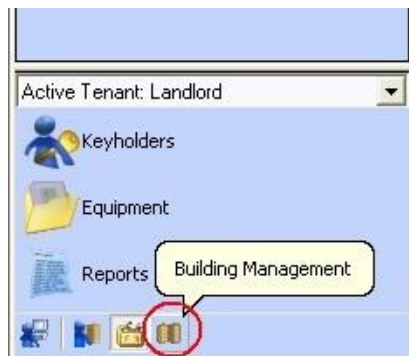 Active Tenant: Landlord
Keyholders
Equipment
Reports
Building Management